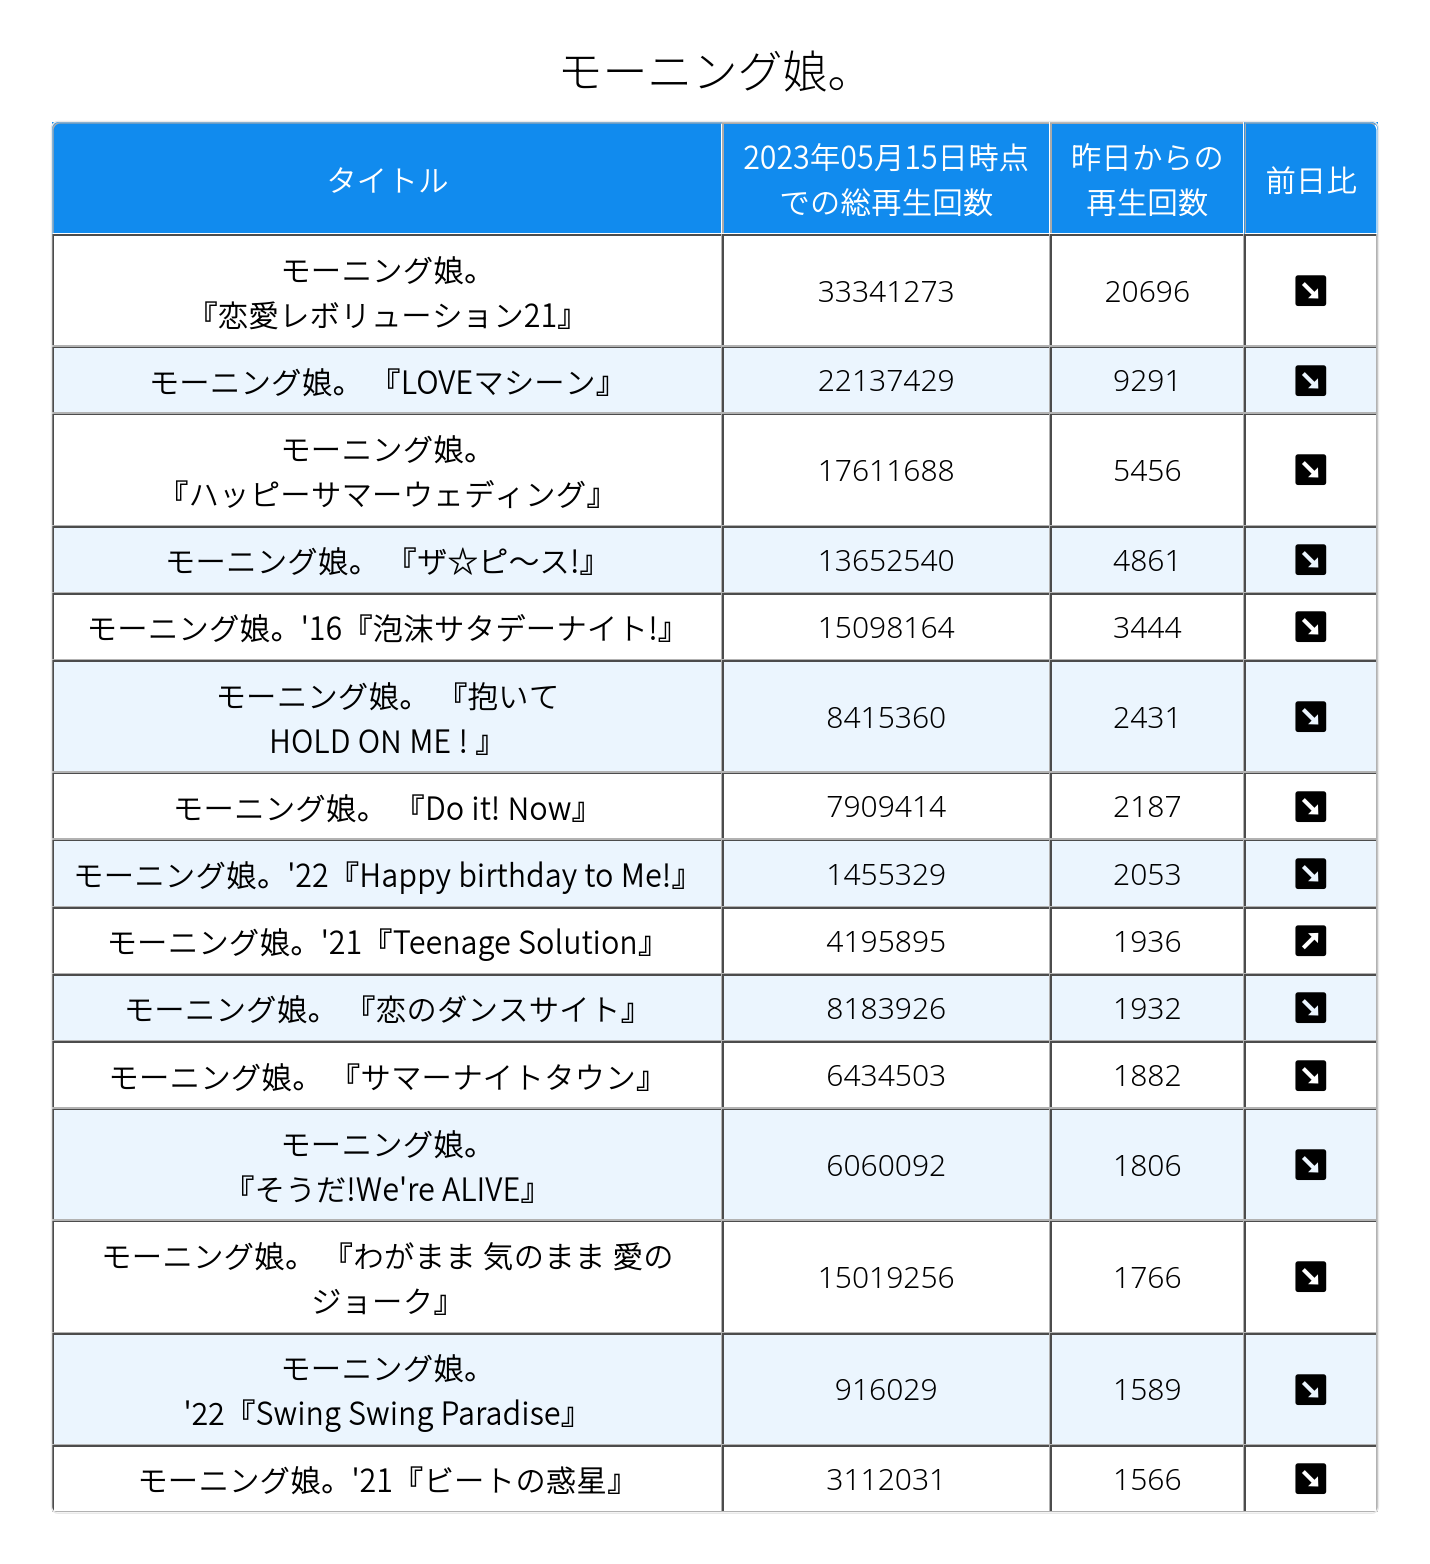 モーニング娘。
タイトル
2023年05月15日時点
での総再生回数
昨日からの
再生回数
前日比
モーニング娘。
『恋愛レボリューション21』
33341273
20696
モーニング娘。 『LOVEマシーン』
22137429
9291
モーニング娘。
『ハッピーサマーウェディング』
17611688
5456
モーニング娘。 『ザ☆ピ〜ス!』
13652540
4861
モーニング娘。'16『泡沫サタデーナイト!』
15098164
3444
モーニング娘。 『抱いて
HOLD ON ME ! 』
8415360
2431
モーニング娘。 『Do it! Now』
7909414
2187
モーニング娘。'22『Happy birthday to Me!』
1455329
2053
モーニング娘。'21『Teenage Solution』
4195895
1936
モーニング娘。 『恋のダンスサイト』
8183926
1932
モーニング娘。 『サマーナイトタウン』
6434503
1882
モーニング娘。
『そうだ!We're ALIVE』
6060092
1806
モーニング娘。 『わがまま 気のまま 愛の
ジョーク』
15019256
1766
モーニング娘。
'22『Swing Swing Paradise』
916029
1589
モーニング娘。'21『ビートの惑星』
3112031
1566